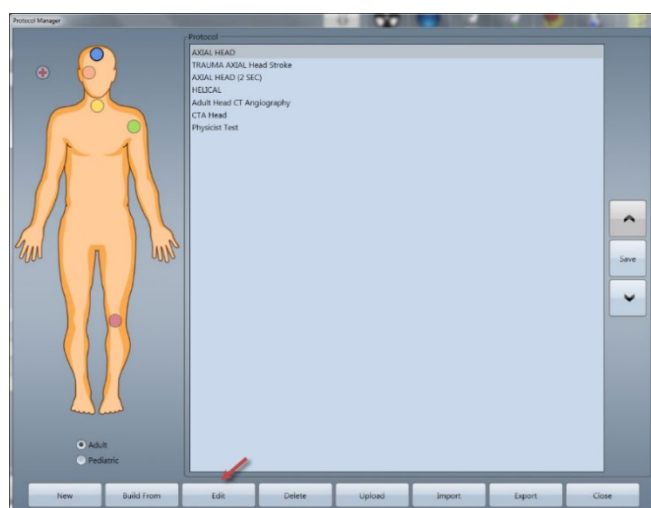 Protocol Manager
Protocol
AXIAL HEAD
TRAUMA AXIAL Head Stroke
AXIAL HEAD (2 SEC)
HELICAL
Adult Head CT Angiography
CTA Head
Physicist Test
Save
Adult
Pediatric
New
Build From
Edit
Delete
Upload
Import
Export
Close